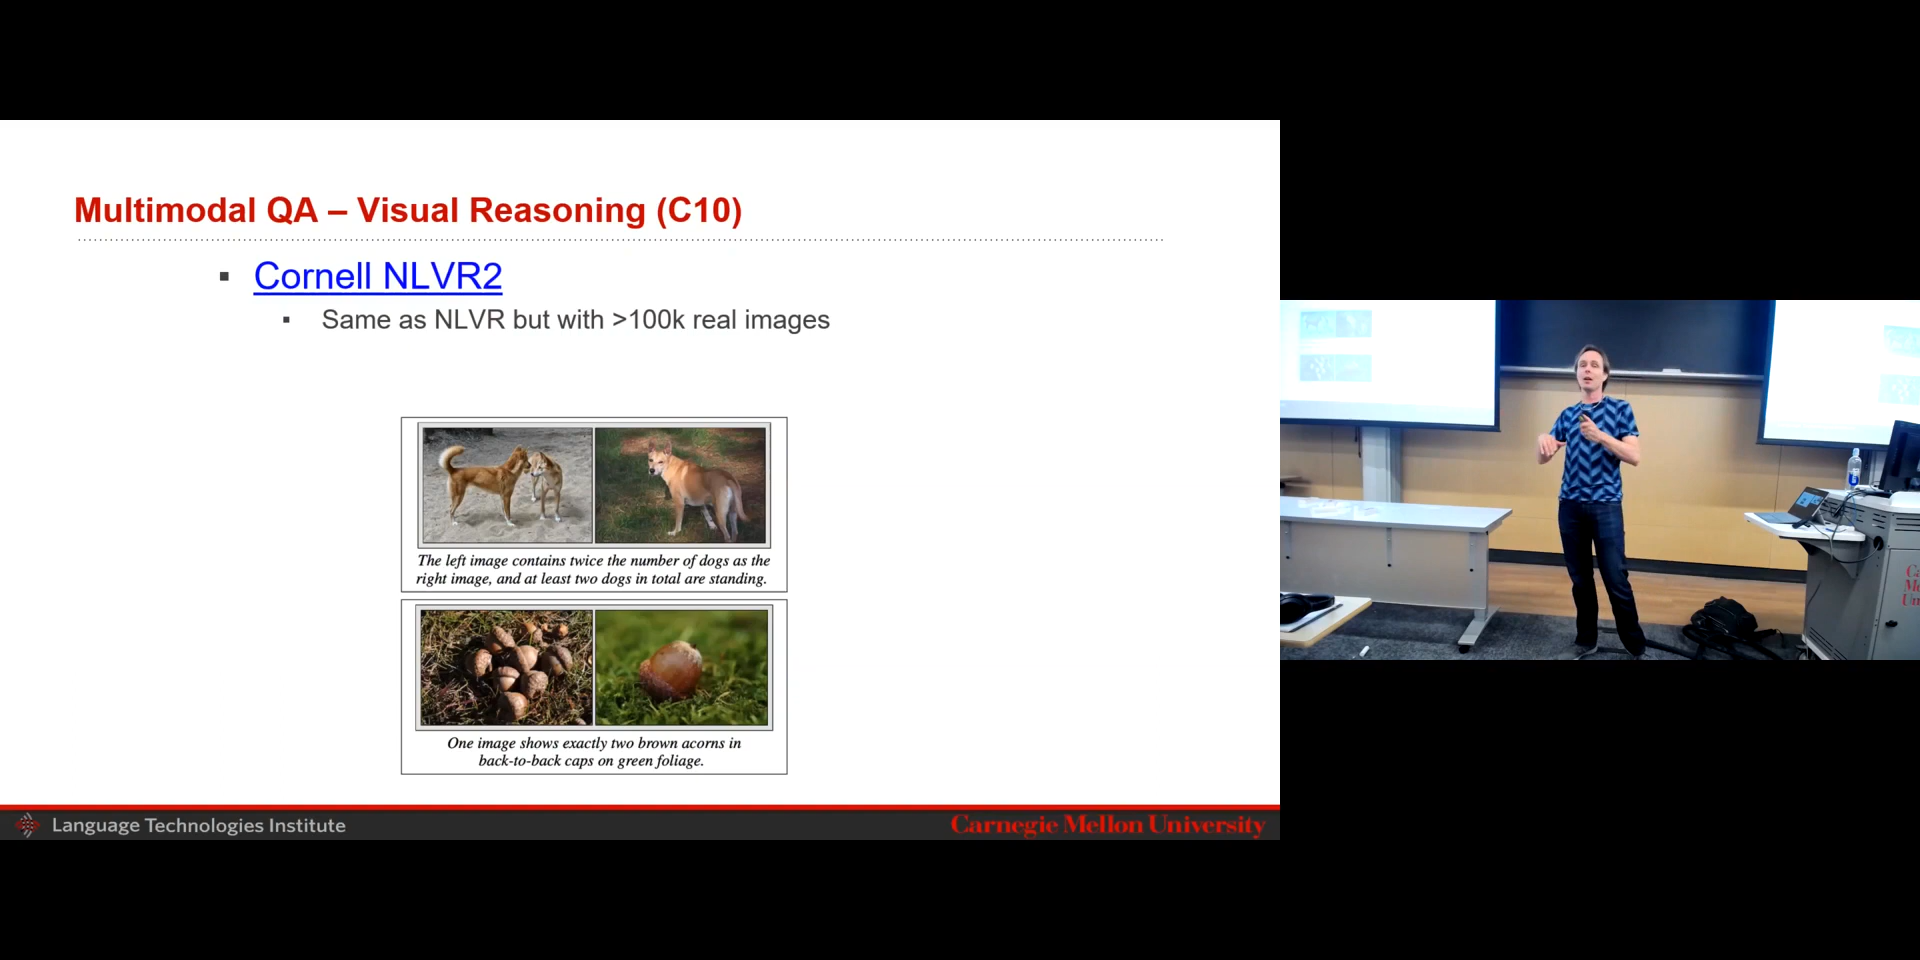 Multimodal QA – Visual Reasoning (C10)
▪ Cornell NLVR2
▪ Same as NLVR but with >100k real images
The left image contains twice the number of dogs as the
right image, and at least two dogs in total are standing.
One image shows exactly two brown acorns in
back-to-back caps on green foliage.
Language Technologies Institute
Carnegie Mellon University